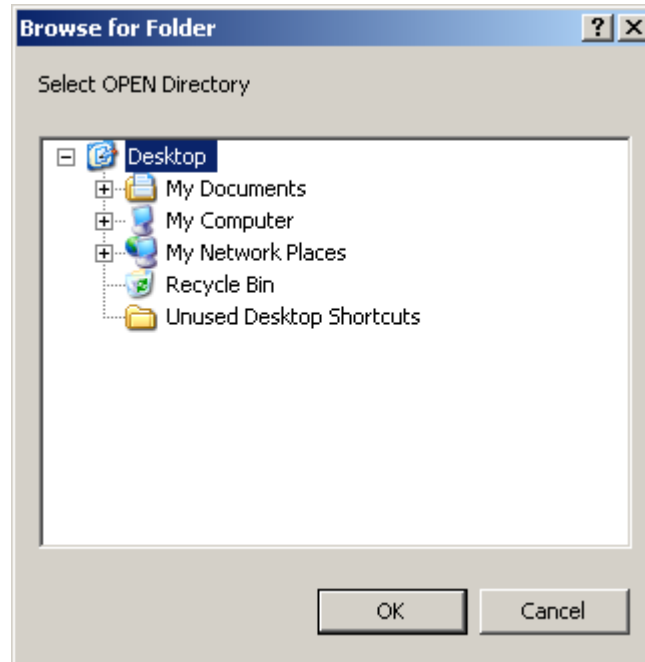 Browse for Folder
Select OPEN Directory
Desktop
My Documents
My Computer
My Network Places
Recycle Bin
Unused Desktop Shortcuts
OK Cancel